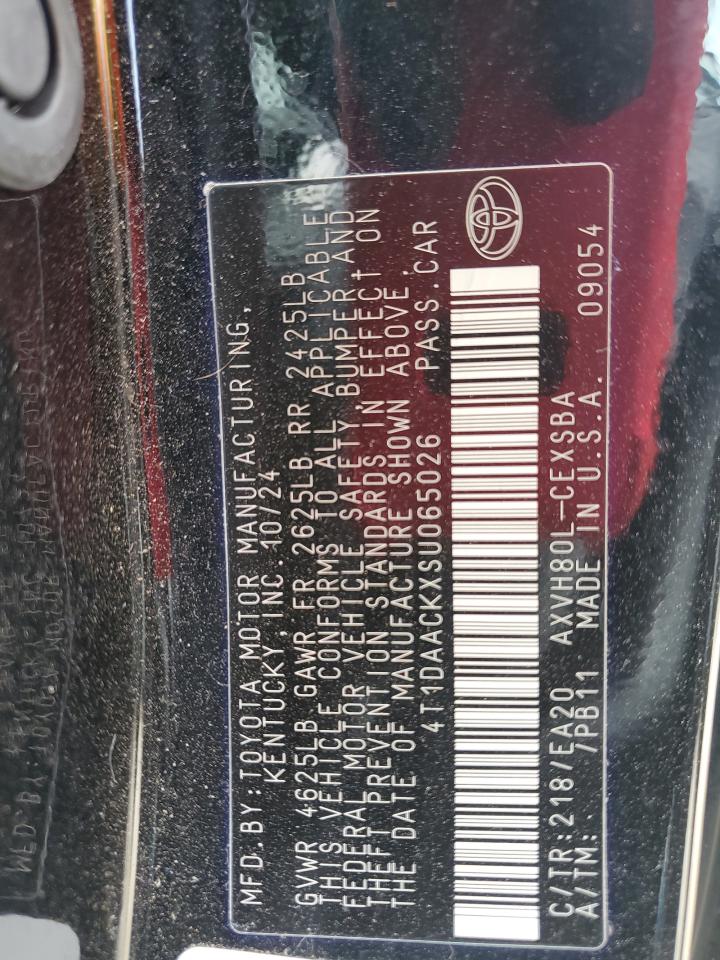 MFD.BY:TOYOTA MOTOR MANUFACTURING,
KENTUCKY,INC. 10/24
GVWR 4625LB GAWR FR 2625LB RR 2425LB
THIS VEHICLE CONFORMS TO ALL APPLICABLE
FEDERAL MOTOR VEHICLE SAFETY, BUMPER AND
THEFT PREVENTION STANDARDS IN EFFECT ON
THE DATE OF MANUFACTURE SHOWN ABOVE.
4T1DAACKXSU065026 PASS.CAR
C/TR:218/EA20 AXVH80L-CEXSBA
A/TM: /PB11 MADE IN U.S.A. 09054